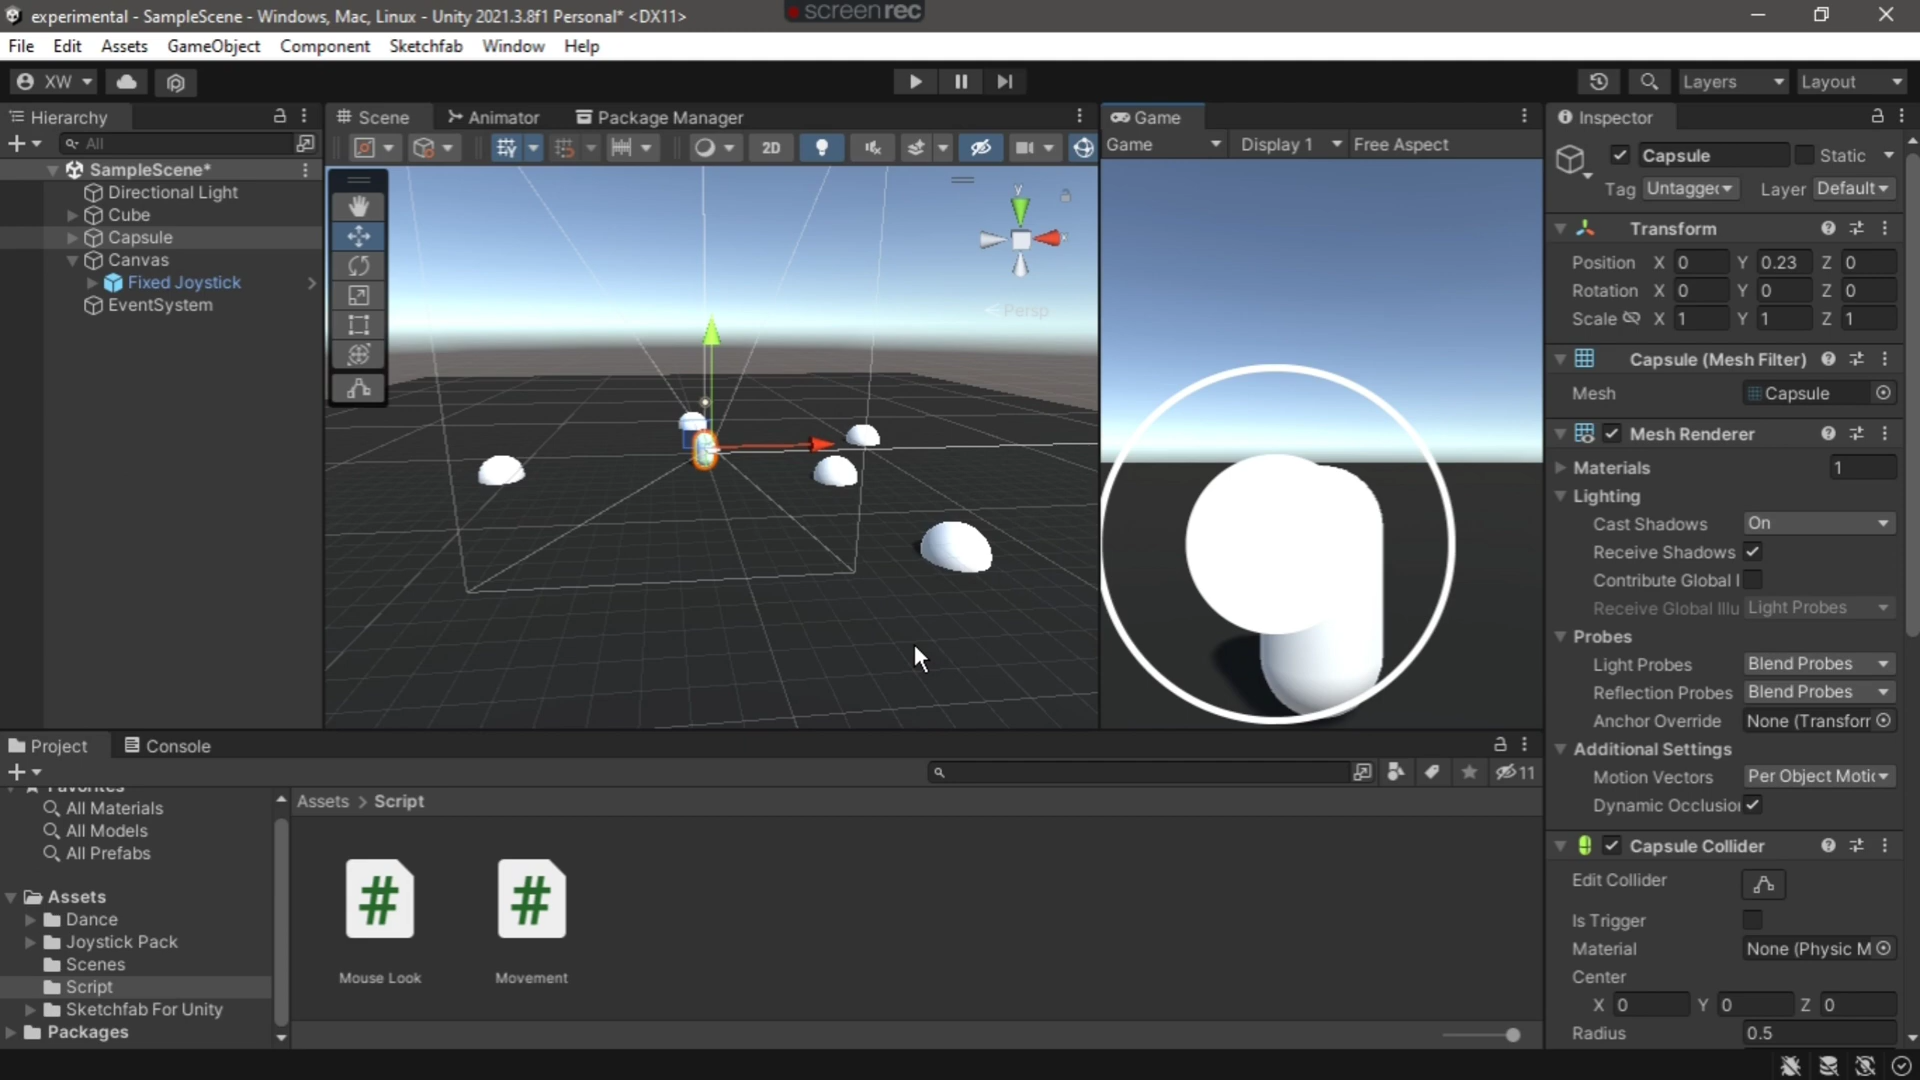 experimental - SampleScene - Windows, Mac, Linux - Unity 2021.3.8f1 Personal* <DX11>
screenrec
File Edit Assets GameObject Component Sketchfab Window Help
XW
Layers
Layout
Hierarchy
Scene
Animator
Package Manager
Game
Inspector
All
2D
Game
Display 1
Free Aspect
SampleScene*
Directional Light
Cube
Capsule
Canvas
Fixed Joystick
EventSystem
y
x
Persp
Capsule
Static
Tag Untagged
Layer Default
Transform
Position X 0 Y 0.23 Z 0
Rotation X 0 Y 0 Z 0
Scale X 1 Y 1 Z 1
Capsule (Mesh Filter)
Mesh Capsule
Mesh Renderer
Materials 1
Lighting
Cast Shadows On
Receive Shadows
Contribute Global I
Receive Global Illu Light Probes
Probes
Light Probes Blend Probes
Reflection Probes Blend Probes
Anchor Override None (Transforr
Additional Settings
Motion Vectors Per Object Motic
Dynamic Occlusion
Capsule Collider
Edit Collider
Is Trigger
Material None (Physic M
Center
X 0 Y 0 Z 0
Radius 0.5
Project
Console
11
Favorites
All Materials
All Models
All Prefabs
Assets
Dance
Joystick Pack
Scenes
Script
Sketchfab For Unity
Packages
Assets > Script
#
#
Mouse Look
Movement